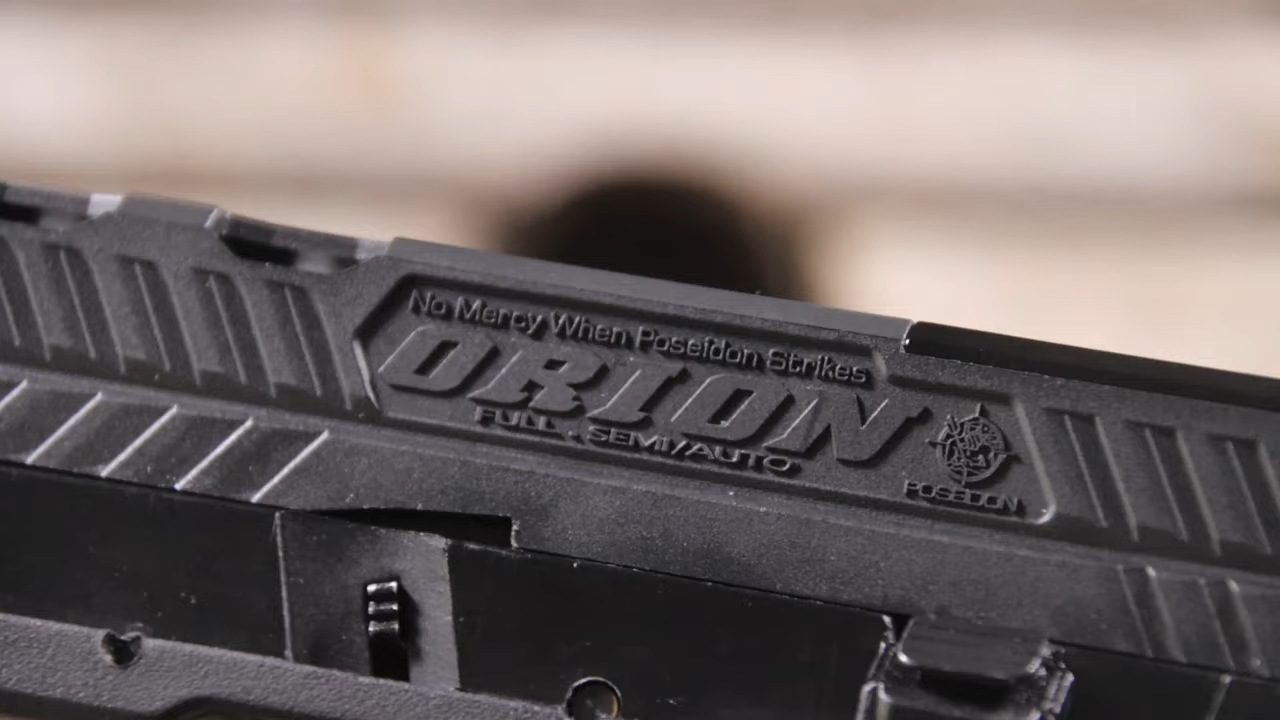 No Mercy When Poseidon Strikes
ORION
FULL . SEMI/AUTO
POSEIDON